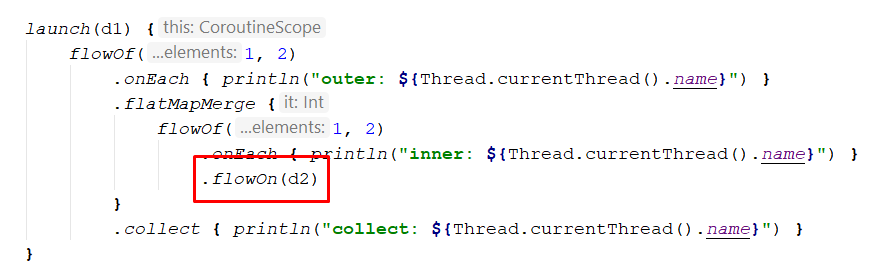 launch(d1) { this: CoroutineScope
flowOf( ...elements: 1, 2)
.onEach { println("outer: ${Thread.currentThread().name}") }
.flatMapMerge { it: Int
flowOf( ...elements: 1, 2)
.onEach { println("inner: ${Thread.currentThread().name}") }
.flowOn(d2)
}
.collect { println("collect: ${Thread.currentThread().name}") }
}